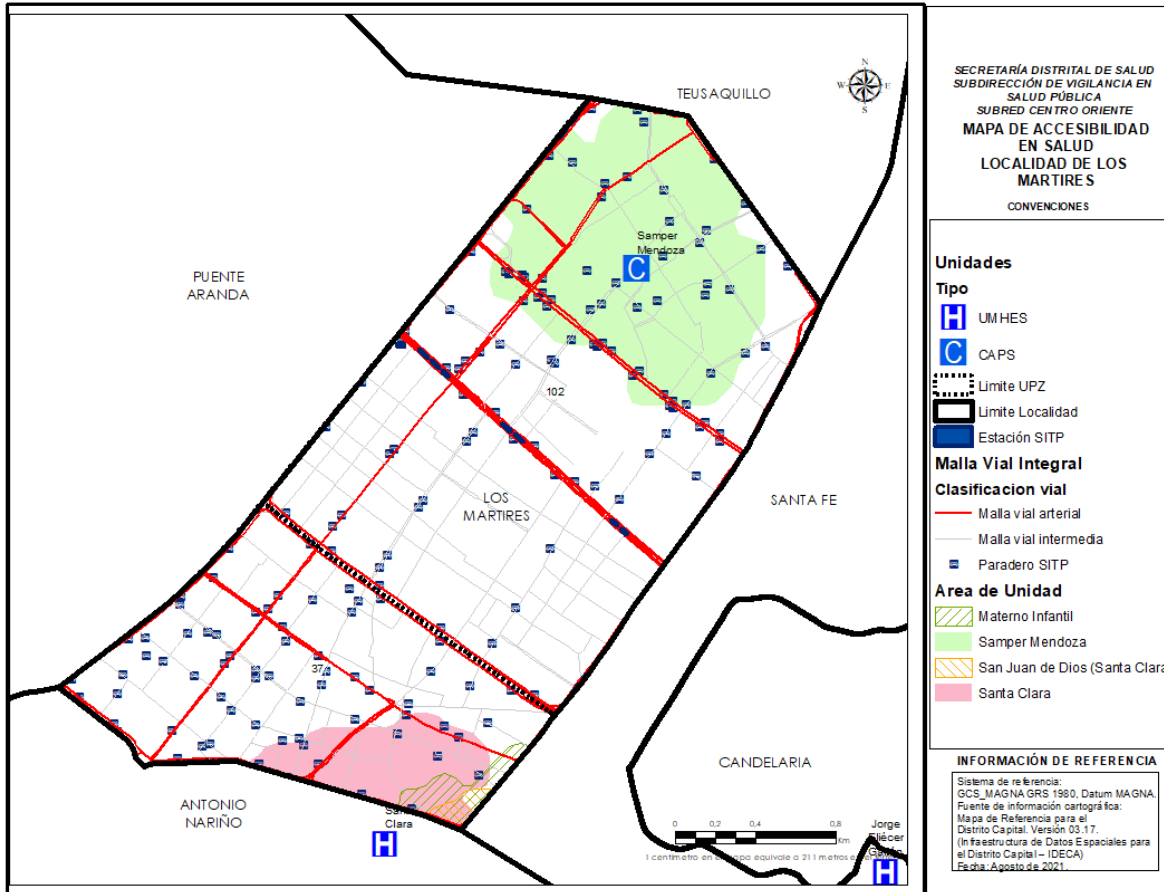 TEUSAQUILLO
N
W
E
S
PUENTE
ARANDA
Samper
Mendoza
C
102
LOS
MARTIRES
SANTA FE
37
CANDELARIA
ANTONIO
NARIÑO
Clara
H
0
0,2
0,4
0,8
Km
Jorge
Eliécer
H
SECRETARÍA DISTRITAL DE SALUD
SUBDIRECCIÓN DE VIGILANCIA EN
SALUD PÚBLICA
SUBRED CENTRO ORIENTE
MAPA DE ACCESIBILIDAD
EN SALUD
LOCALIDAD DE LOS
MARTIRES
CONVENCIONES
Unidades
Tipo
H UMHES
C CAPS
Limite UPZ
Limite Localidad
Estación SITP
Malla Vial Integral
Clasificacion vial
Malla vial arterial
Malla vial intermedia
Paradero SITP
Area de Unidad
Materno Infantil
Samper Mendoza
San Juan de Dios (Santa Clara
Santa Clara
INFORMACIÓN DE REFERENCIA
Sistema de referencia:
GCS_MAGNA GRS 1980, Datum MAGNA.
Fuente de información cartográfica:
Mapa de Referencia para el
Distrito Capital. Versión 03.17.
(Infraestructura de Datos Espaciales para
el Distrito Capital – IDECA)
Fecha: Agosto de 2021.
1 centímetro en equivale a 211 metros